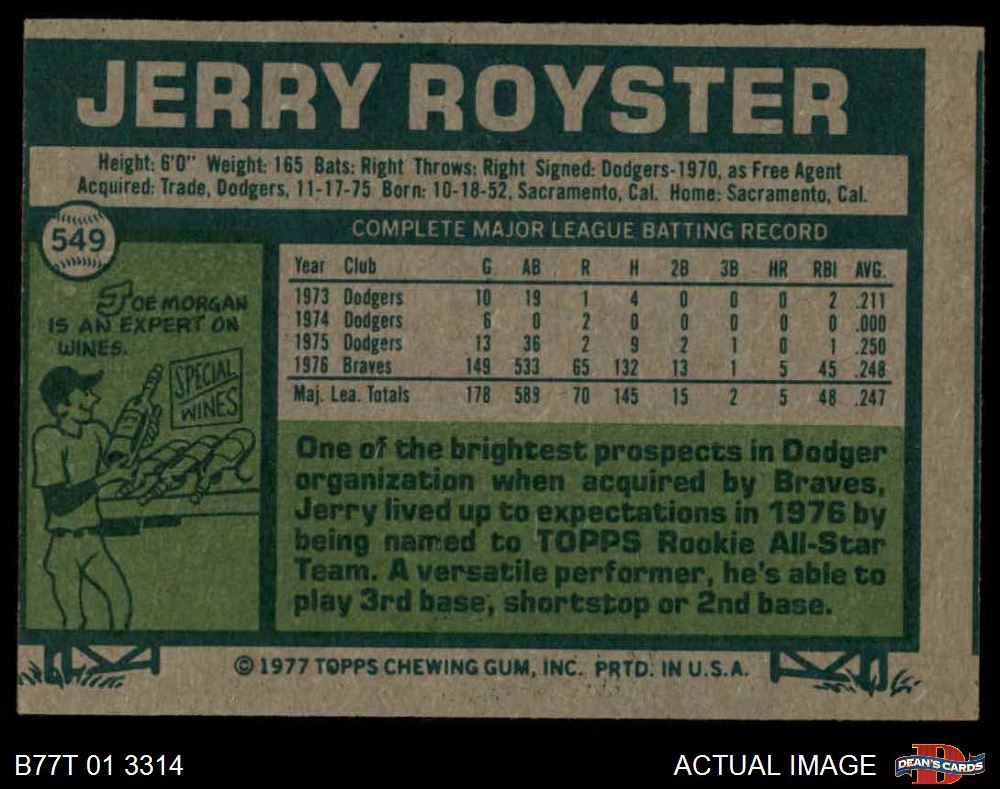 JERRY ROYSTER
Height: 6'0" Weight: 165 Bats: Right Throws: Right Signed: Dodgers-1970, as Free Agent
Acquired: Trade, Dodgers, 11-17-75 Born: 10-18-52, Sacramento, Cal. Home: Sacramento, Cal.
549
JOE MORGAN
IS AN EXPERT ON
WINES.
SPECIAL
WINES
COMPLETE MAJOR LEAGUE BATTING RECORD
Year Club G AB R H 2B 3B HR RBI AVG.
1973 Dodgers 10 19 1 4 0 0 0 2 .211
1974 Dodgers 6 0 2 0 0 0 0 0 .000
1975 Dodgers 13 36 2 9 2 1 0 1 .250
1976 Braves 149 533 65 132 13 1 5 45 .248
Maj. Lea. Totals 178 588 70 145 15 2 5 48 .247
One of the brightest prospects in Dodger
organization when acquired by Braves,
Jerry lived up to expectations in 1976 by
being named to TOPPS Rookie All-Star
Team. A versatile performer, he's able to
play 3rd base, shortstop or 2nd base.
© 1977 TOPPS CHEWING GUM, INC. PRTD. IN U.S.A.
B77T 01 3314
ACTUAL IMAGE
D
DEAN'S CARDS